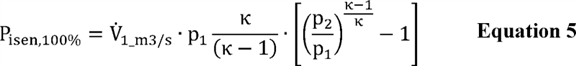 P_isen,100% = V̇_1_m3/s · p_1 κ/(κ − 1) · [(p_2/p_1)^((κ−1)/κ) − 1] Equation 5